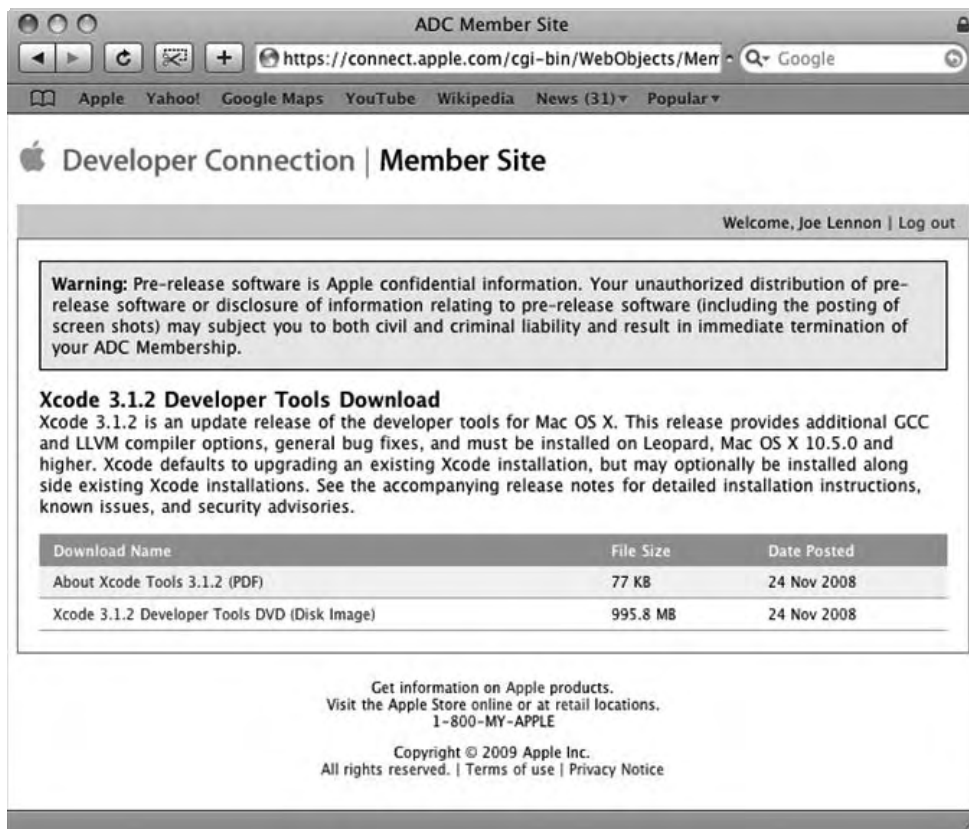 ADC Member Site
https://connect.apple.com/cgi-bin/WebObjects/Mem
Google
Apple Yahoo! Google Maps YouTube Wikipedia News (31) Popular
Developer Connection | Member Site
Welcome, Joe Lennon | Log out
Warning: Pre-release software is Apple confidential information. Your unauthorized distribution of pre-
release software or disclosure of information relating to pre-release software (including the posting of
screen shots) may subject you to both civil and criminal liability and result in immediate termination of
your ADC Membership.
Xcode 3.1.2 Developer Tools Download
Xcode 3.1.2 is an update release of the developer tools for Mac OS X. This release provides additional GCC
and LLVM compiler options, general bug fixes, and must be installed on Leopard, Mac OS X 10.5.0 and
higher. Xcode defaults to upgrading an existing Xcode installation, but may optionally be installed along
side existing Xcode installations. See the accompanying release notes for detailed installation instructions,
known issues, and security advisories.
Download Name File Size Date Posted
About Xcode Tools 3.1.2 (PDF) 77 KB 24 Nov 2008
Xcode 3.1.2 Developer Tools DVD (Disk Image) 995.8 MB 24 Nov 2008
Get information on Apple products.
Visit the Apple Store online or at retail locations.
1-800-MY-APPLE
Copyright © 2009 Apple Inc.
All rights reserved. | Terms of use | Privacy Notice